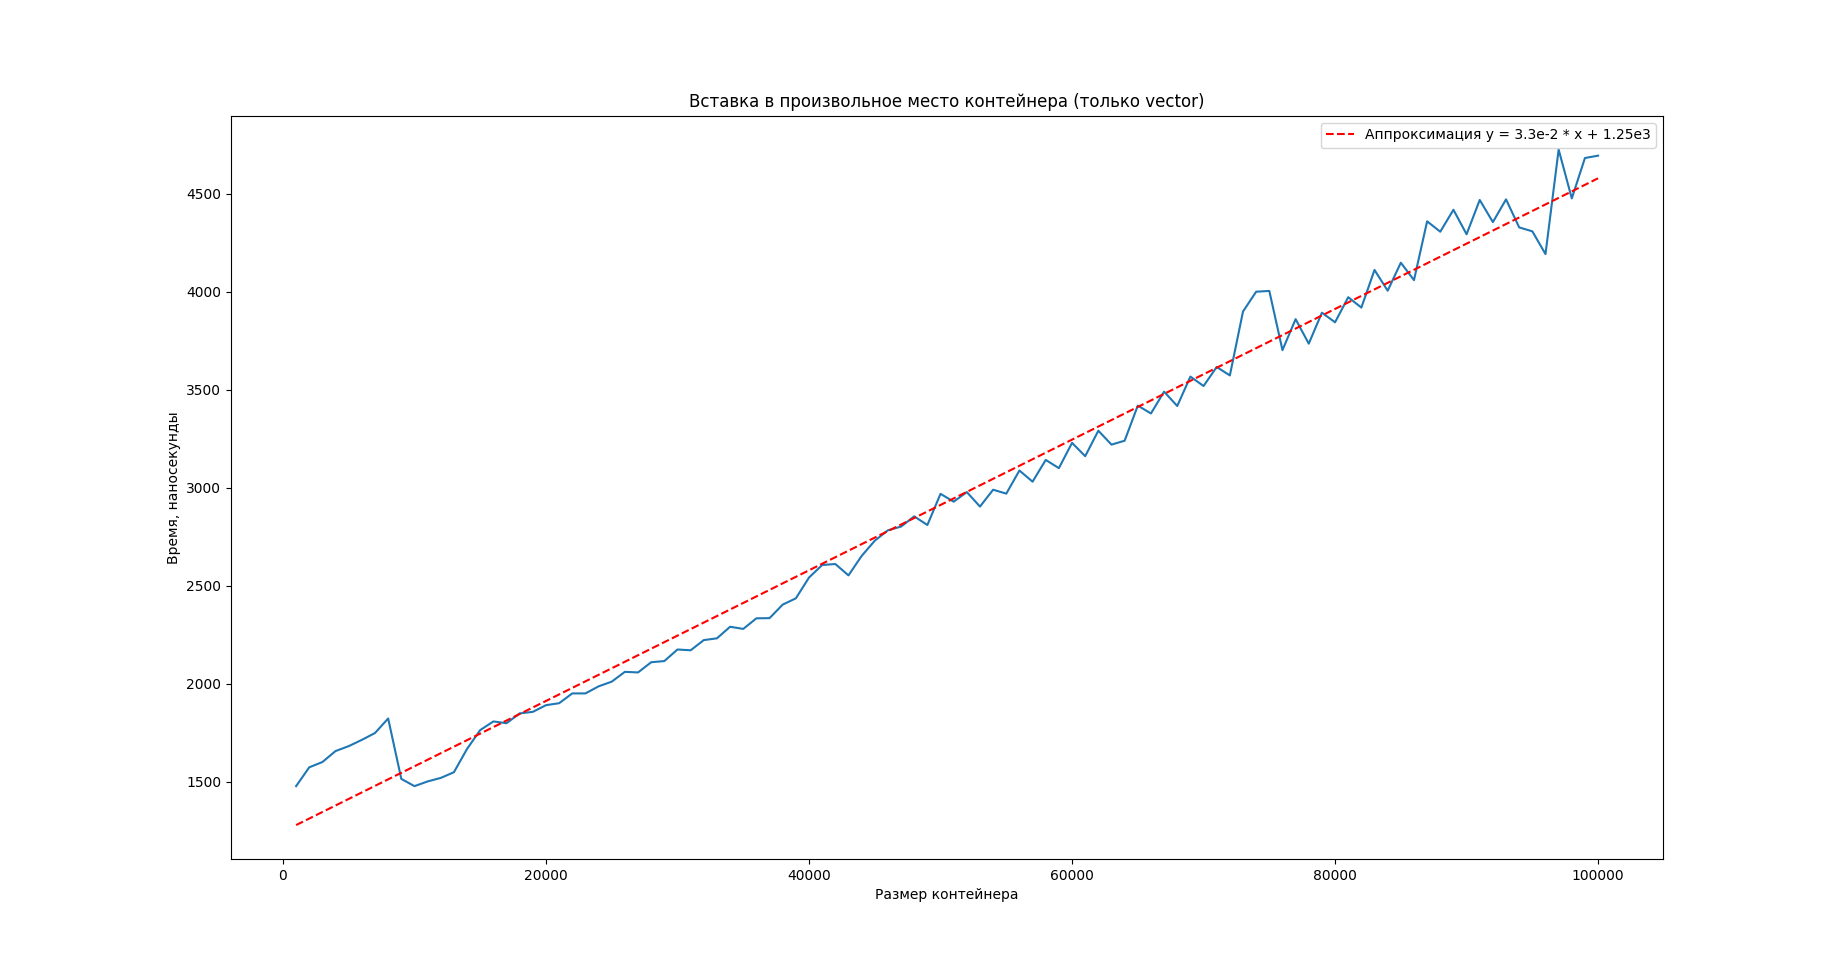 Вставка в произвольное место контейнера (только vector)
Аппроксимация y = 3.3e-2 * x + 1.25e3
4500
4000
3500
3000
2500
2000
1500
Время, наносекунды
0 20000 40000 60000 80000 100000
Размер контейнера